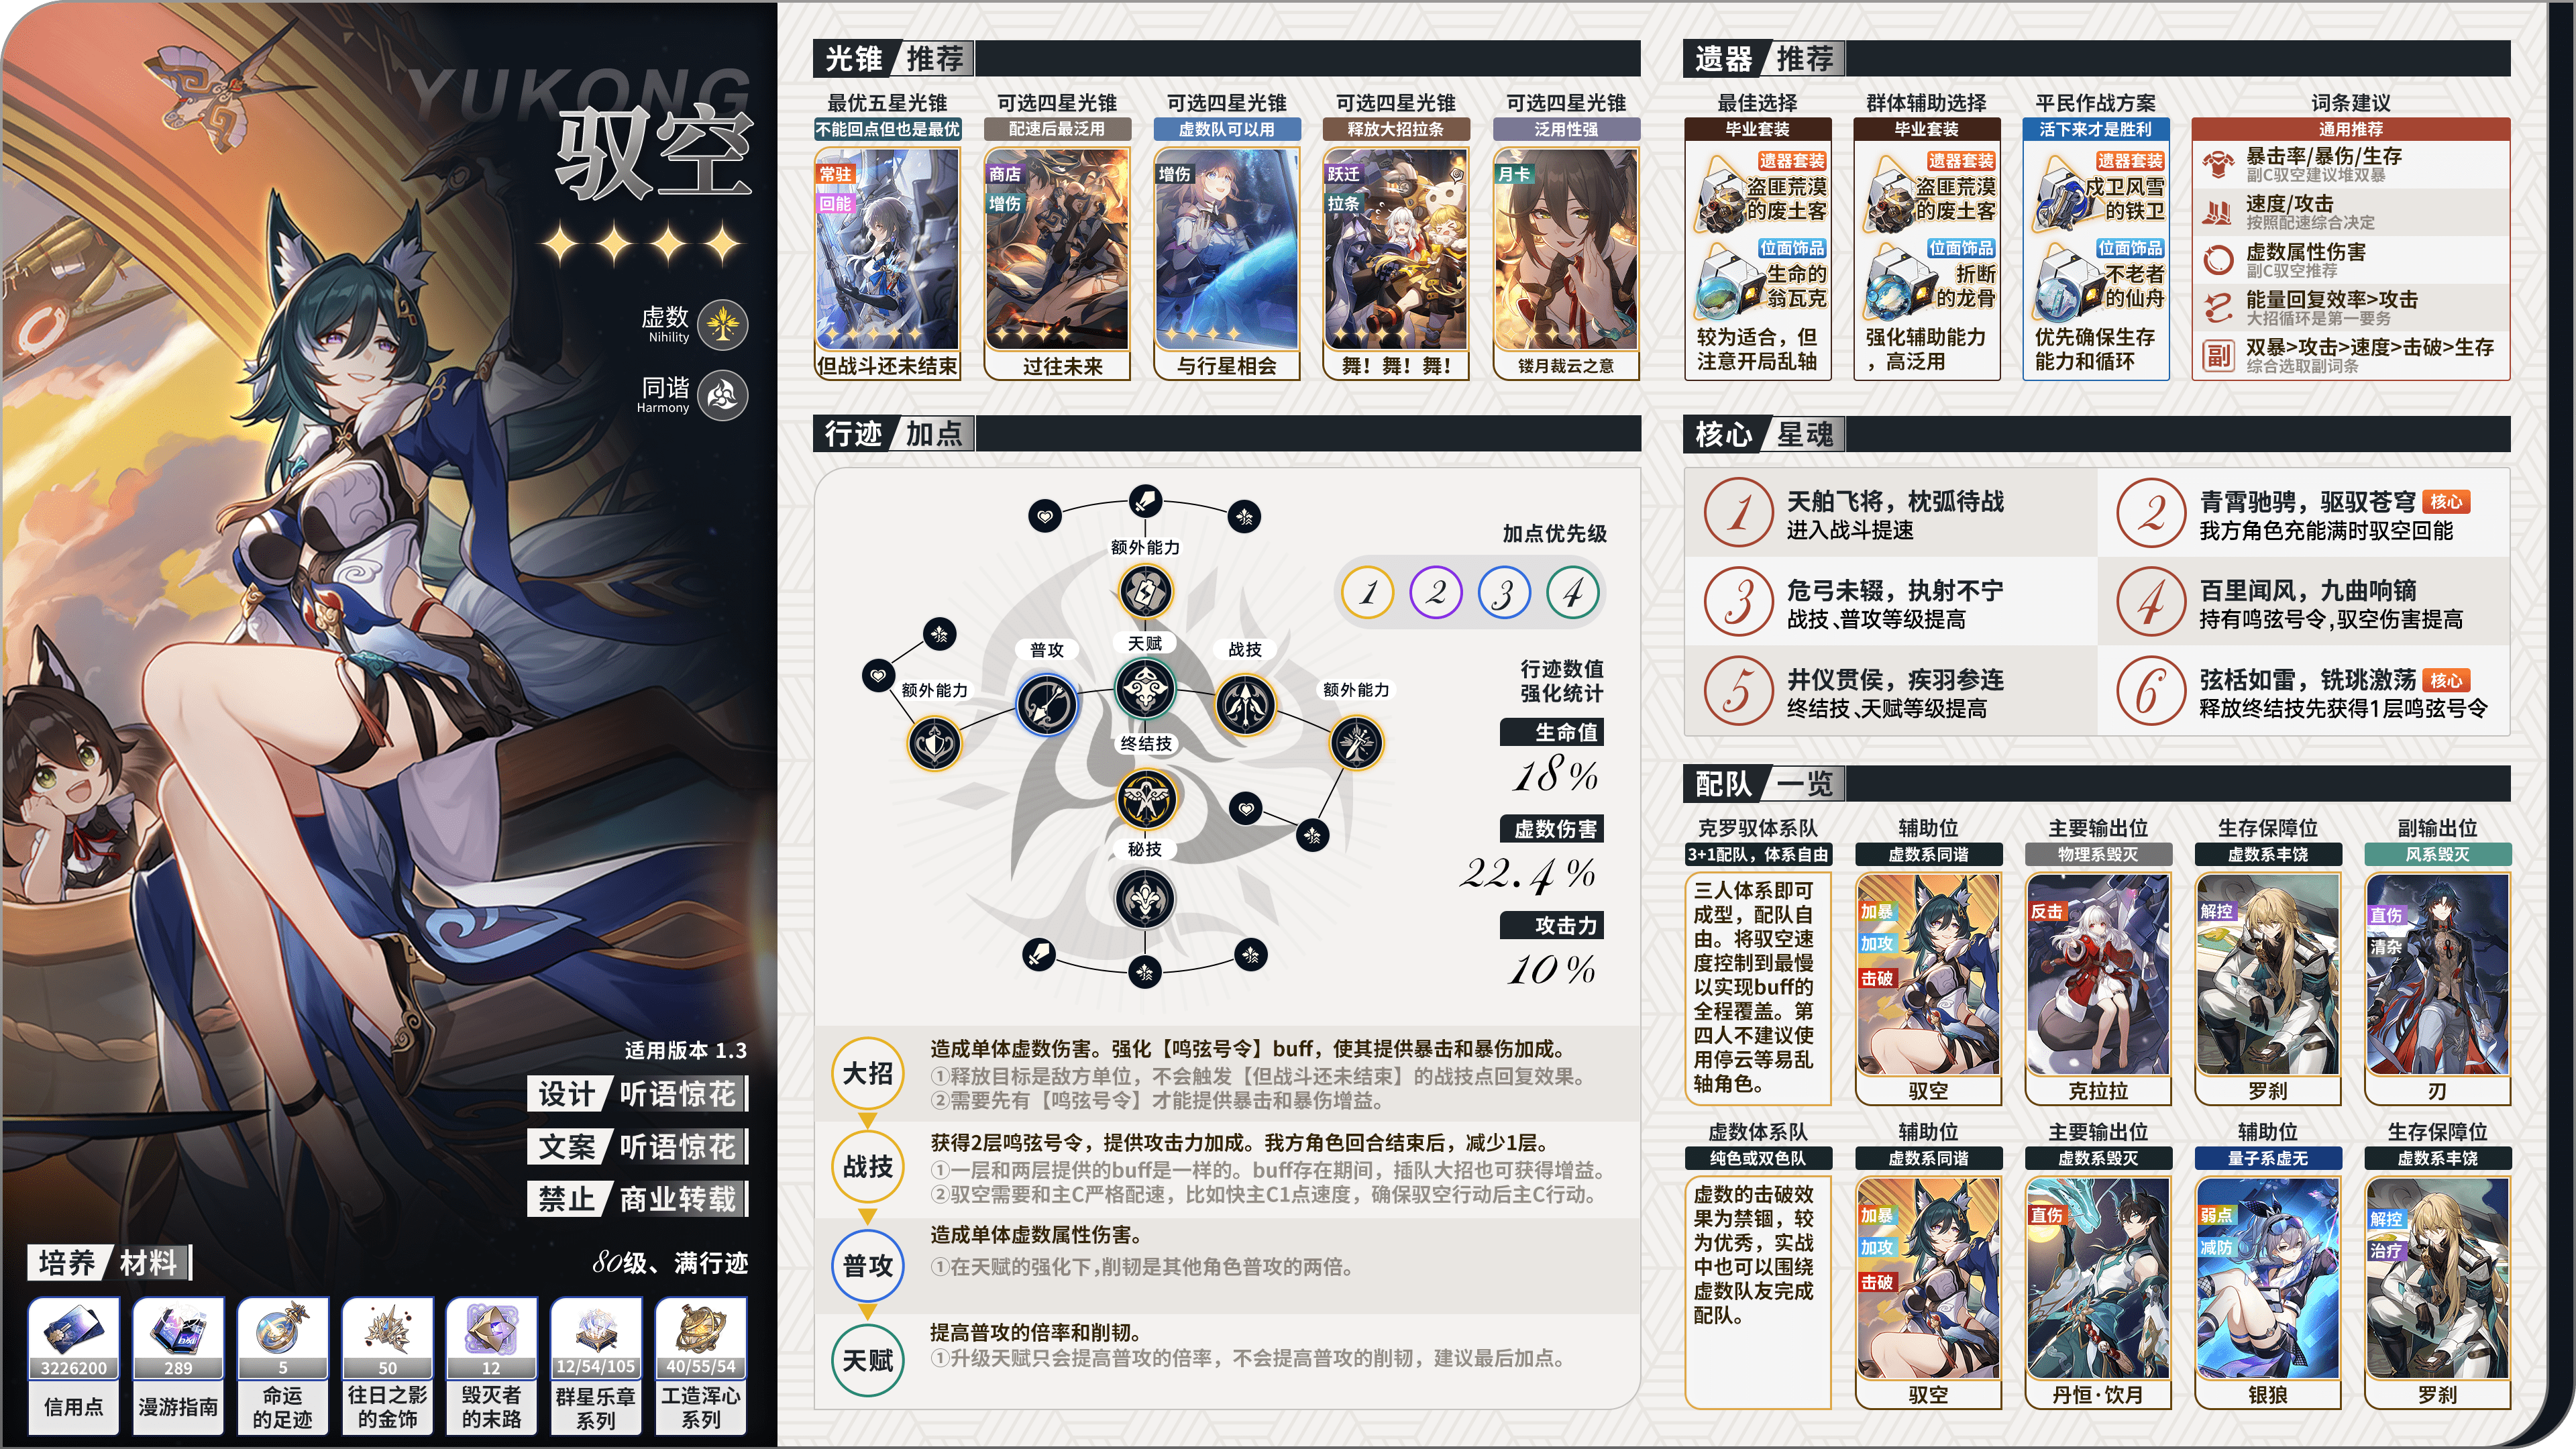 YUKONG
驭空
虚数
Nihility
同谐
Harmony
适用版本 1.3
设计 听语惊花
文案 听语惊花
禁止 商业转载
培养 材料
80级、满行迹
3226200
信用点
289
漫游指南
5
命运
的足迹
50
往日之影
的金饰
12
毁灭者
的末路
12/54/105
群星乐章
系列
40/55/54
工造浑心
系列
光锥 推荐
最优五星光锥
不能回点但也是最优
常驻
回能
但战斗还未结束
可选四星光锥
配速后最泛用
商店
增伤
过往未来
可选四星光锥
虚数队可以用
增伤
与行星相会
可选四星光锥
释放大招拉条
跃迁
拉条
舞！舞！舞！
可选四星光锥
泛用性强
月卡
镂月裁云之意
行迹 加点
额外能力
普攻
天赋
战技
额外能力
额外能力
终结技
秘技
加点优先级
1
2
3
4
行迹数值
强化统计
生命值
18%
虚数伤害
22.4%
攻击力
10%
大招
造成单体虚数伤害。强化【鸣弦号令】buff，使其提供暴击和暴伤加成。
①释放目标是敌方单位，不会触发【但战斗还未结束】的战技点回复效果。
②需要先有【鸣弦号令】才能提供暴击和暴伤增益。
战技
获得2层鸣弦号令，提供攻击力加成。我方角色回合结束后，减少1层。
①一层和两层提供的buff是一样的。buff存在期间，插队大招也可获得增益。
②驭空需要和主C严格配速，比如快主C1点速度，确保驭空行动后主C行动。
普攻
造成单体虚数属性伤害。
①在天赋的强化下,削韧是其他角色普攻的两倍。
天赋
提高普攻的倍率和削韧。
①升级天赋只会提高普攻的倍率，不会提高普攻的削韧，建议最后加点。
遗器 推荐
最佳选择
毕业套装
遗器套装
盗匪荒漠
的废土客
位面饰品
生命的
翁瓦克
较为适合，但
注意开局乱轴
群体辅助选择
毕业套装
遗器套装
盗匪荒漠
的废土客
位面饰品
折断
的龙骨
强化辅助能力
，高泛用
平民作战方案
活下来才是胜利
遗器套装
戍卫风雪
的铁卫
位面饰品
不老者
的仙舟
优先确保生存
能力和循环
词条建议
通用推荐
暴击率/暴伤/生存
副C驭空建议堆双暴
速度/攻击
按照配速综合决定
虚数属性伤害
副C驭空推荐
能量回复效率>攻击
大招循环是第一要务
副
双暴>攻击>速度>击破>生存
综合选取副词条
核心 星魂
1
天舶飞将，枕弧待战
进入战斗提速
2
青霄驰骋，驱驭苍穹 核心
我方角色充能满时驭空回能
3
危弓未辍，执射不宁
战技、普攻等级提高
4
百里闻风，九曲响镝
持有鸣弦号令,驭空伤害提高
5
井仪贯侯，疾羽参连
终结技、天赋等级提高
6
弦栝如雷，铣珧激荡 核心
释放终结技先获得1层鸣弦号令
配队 一览
克罗驭体系队
3+1配队，体系自由
三人体系即可
成型，配队自
由。将驭空速
度控制到最慢
以实现buff的
全程覆盖。第
四人不建议使
用停云等易乱
轴角色。
辅助位
虚数系同谐
加暴
加攻
击破
驭空
主要输出位
物理系毁灭
反击
克拉拉
生存保障位
虚数系丰饶
解控
罗刹
副输出位
风系毁灭
直伤
清杂
刃
虚数体系队
纯色或双色队
虚数的击破效
果为禁锢，较
为优秀，实战
中也可以围绕
虚数队友完成
配队。
辅助位
虚数系同谐
加暴
加攻
击破
驭空
主要输出位
虚数系毁灭
直伤
丹恒·饮月
辅助位
量子系虚无
弱点
减防
银狼
生存保障位
虚数系丰饶
解控
治疗
罗刹